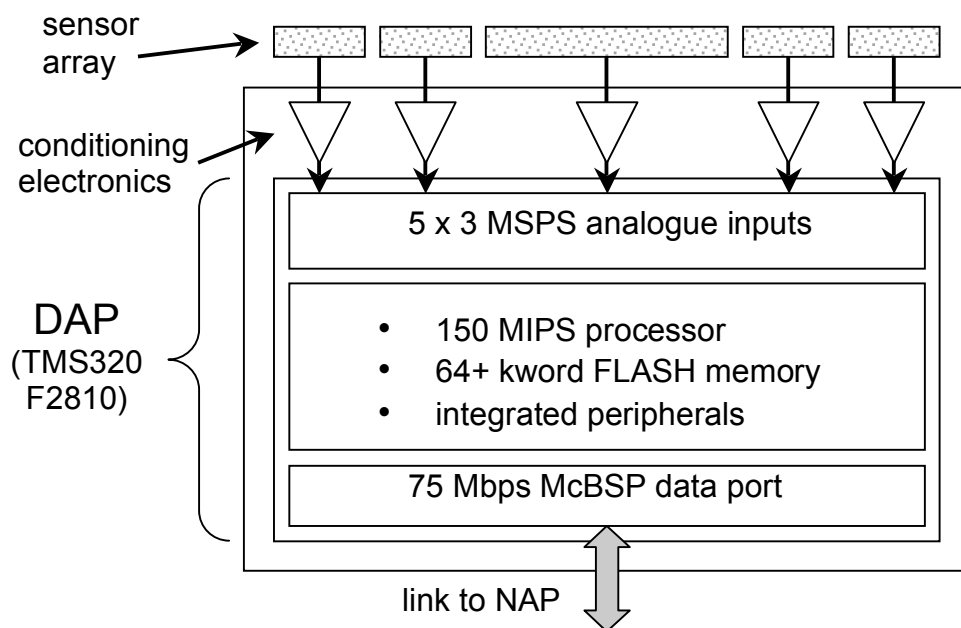 sensor
array
conditioning
electronics
5 x 3 MSPS analogue inputs
DAP
(TMS320
F2810)
• 150 MIPS processor
• 64+ kword FLASH memory
• integrated peripherals
75 Mbps McBSP data port
link to NAP